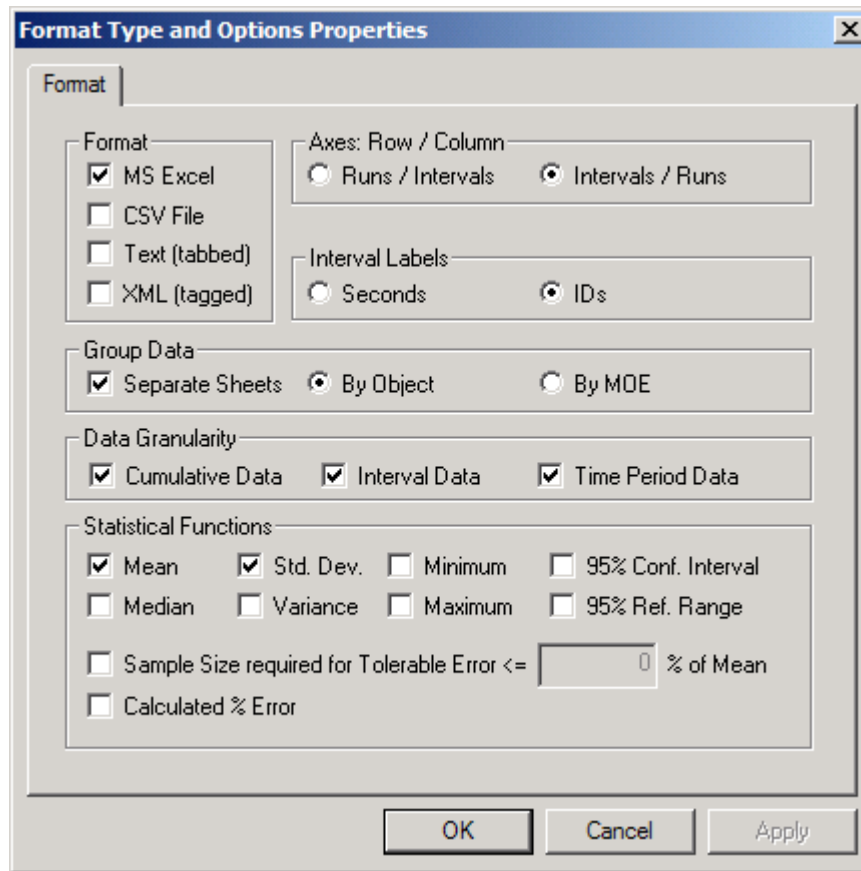 Format Type and Options Properties
Format
Format
MS Excel
CSV File
Text (tabbed)
XML (tagged)
Axes: Row / Column
Runs / Intervals Intervals / Runs
Interval Labels
Seconds IDs
Group Data
Separate Sheets By Object By MOE
Data Granularity
Cumulative Data Interval Data Time Period Data
Statistical Functions
Mean Std. Dev. Minimum 95% Conf. Interval
Median Variance Maximum 95% Ref. Range
Sample Size required for Tolerable Error <= 0 % of Mean
Calculated % Error
OK Cancel Apply